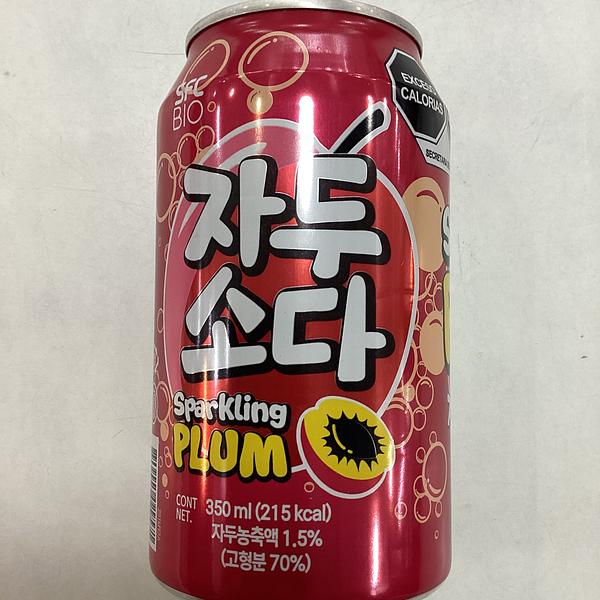 SFC
BIO
CALORÍAS
자두
소다
Sparkling
PLUM
CONT
NET.
350 ml (215 kcal)
자두농축액 1.5%
(고형분 70%)